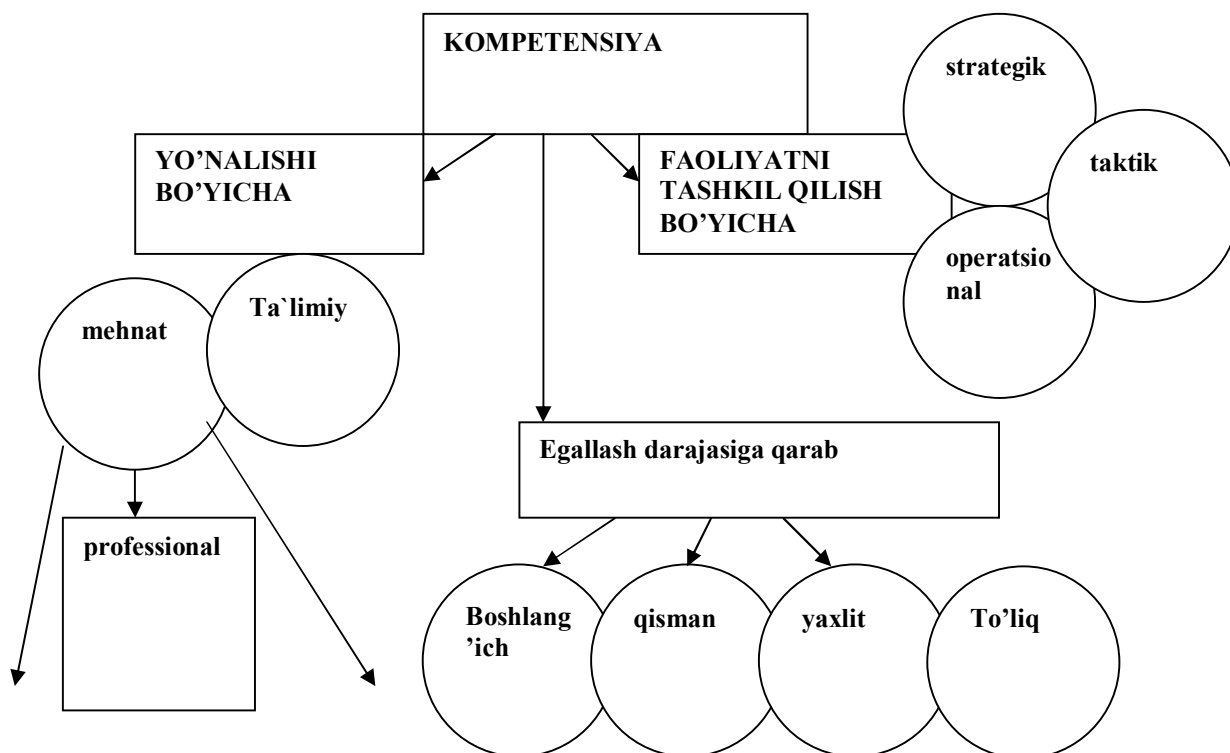 KOMPETENSIYA
strategik
YO’NALISHI
BO’YICHA
FAOLIYATNI
TASHKIL QILISH
BO’YICHA
taktik
operatsio
nal
mehnat
Ta`limiy
Egallash darajasiga qarab
professional
Boshlang
’ich
qisman
yaxlit
To’liq